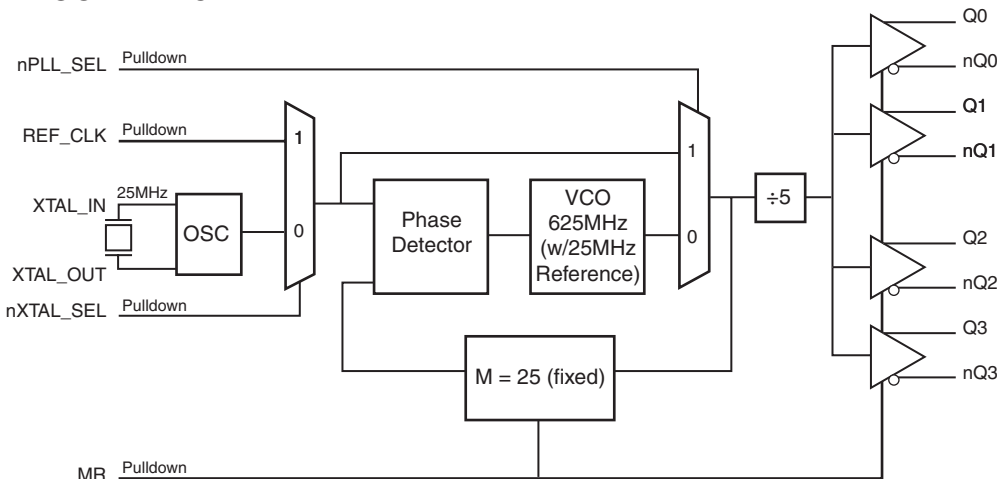 nPLL_SEL Pulldown
REF_CLK Pulldown
XTAL_IN
25MHz
OSC
XTAL_OUT
nXTAL_SEL Pulldown
1
0
Phase
Detector
VCO
625MHz
(w/25MHz
Reference)
1
0
÷5
M = 25 (fixed)
MR Pulldown
Q0
nQ0
Q1
nQ1
Q2
nQ2
Q3
nQ3